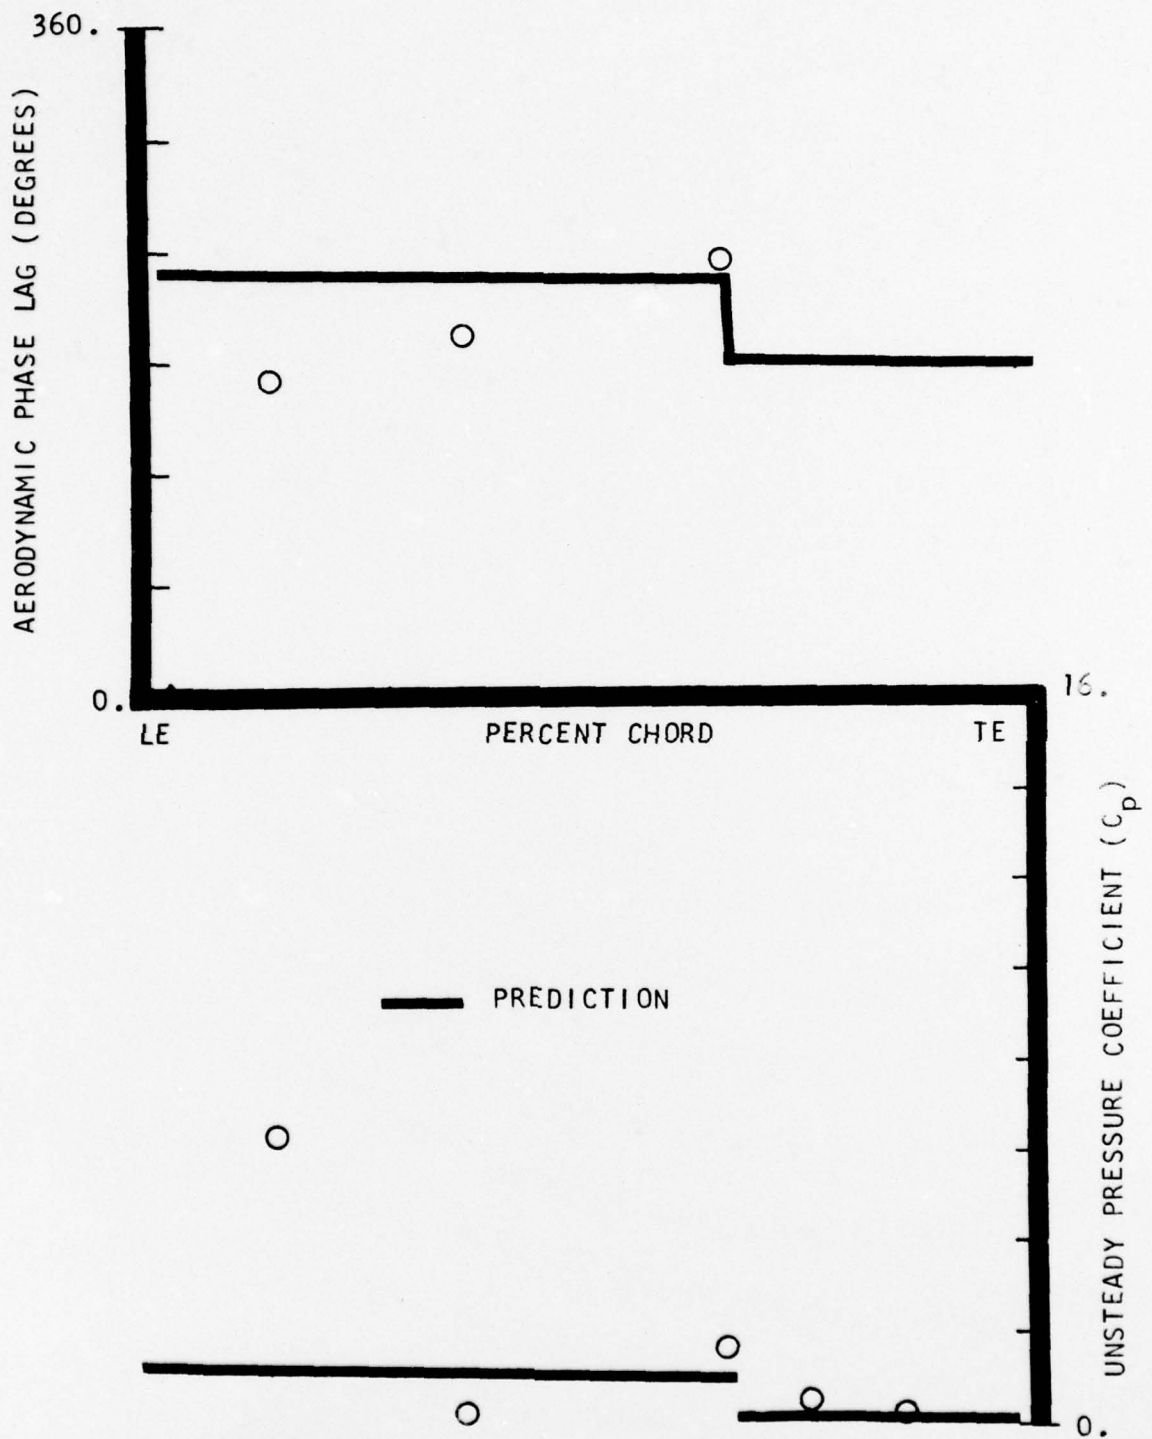 360.
AERODYNAMIC PHASE LAG (DEGREES)
0.
LE PERCENT CHORD TE
16.
UNSTEADY PRESSURE COEFFICIENT (Cp)
PREDICTION
0.